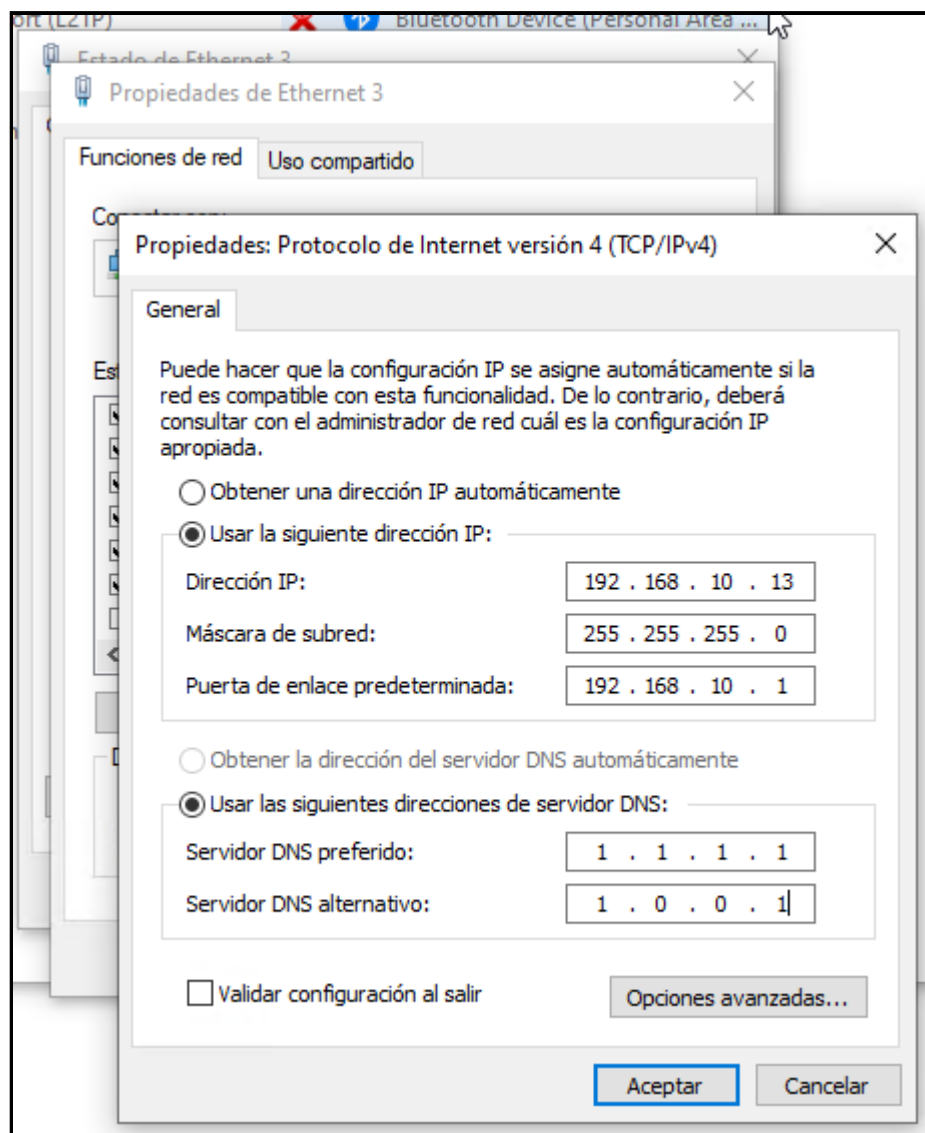 ort (L2TP)
Bluetooth Device (Personal Area ...
Estado de Ethernet 3
Propiedades de Ethernet 3
Funciones de red
Uso compartido
Propiedades: Protocolo de Internet versión 4 (TCP/IPv4)
General
Puede hacer que la configuración IP se asigne automáticamente si la
red es compatible con esta funcionalidad. De lo contrario, deberá
consultar con el administrador de red cuál es la configuración IP
apropiada.
Obtener una dirección IP automáticamente
Usar la siguiente dirección IP:
Dirección IP: 192 . 168 . 10 . 13
Máscara de subred: 255 . 255 . 255 . 0
Puerta de enlace predeterminada: 192 . 168 . 10 . 1
Obtener la dirección del servidor DNS automáticamente
Usar las siguientes direcciones de servidor DNS:
Servidor DNS preferido: 1 . 1 . 1 . 1
Servidor DNS alternativo: 1 . 0 . 0 . 1
Validar configuración al salir
Opciones avanzadas...
Aceptar
Cancelar